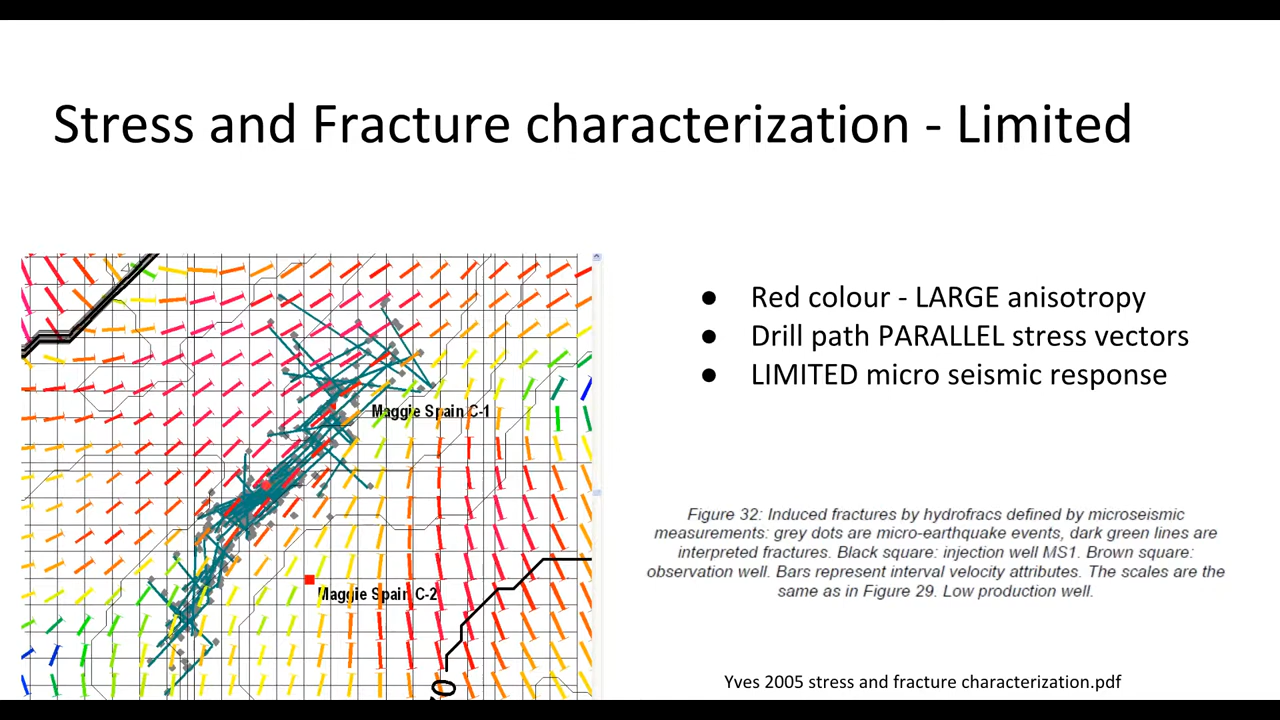 Stress and Fracture characterization - Limited
Maggie Spain C-1
Maggie Spain C-2
0
● Red colour - LARGE anisotropy
● Drill path PARALLEL stress vectors
● LIMITED micro seismic response
Figure 32: Induced fractures by hydrofracs defined by microseismic
measurements: grey dots are micro-earthquake events, dark green lines are
interpreted fractures. Black square: injection well MS1. Brown square:
observation well. Bars represent interval velocity attributes. The scales are the
same as in Figure 29. Low production well.
Yves 2005 stress and fracture characterization.pdf